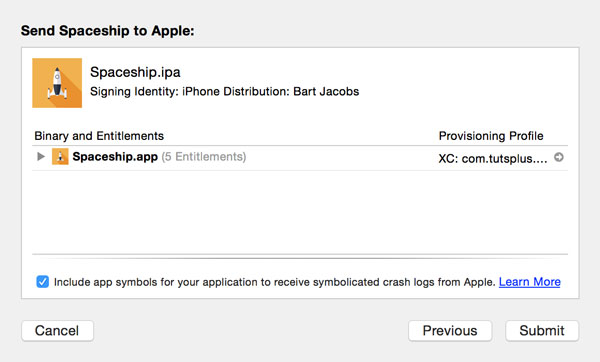 Send Spaceship to Apple:
Spaceship.ipa
Signing Identity: iPhone Distribution: Bart Jacobs
Binary and Entitlements Provisioning Profile
Spaceship.app (5 Entitlements) XC: com.tutsplus....
Include app symbols for your application to receive symbolicated crash logs from Apple. Learn More
Cancel Previous Submit